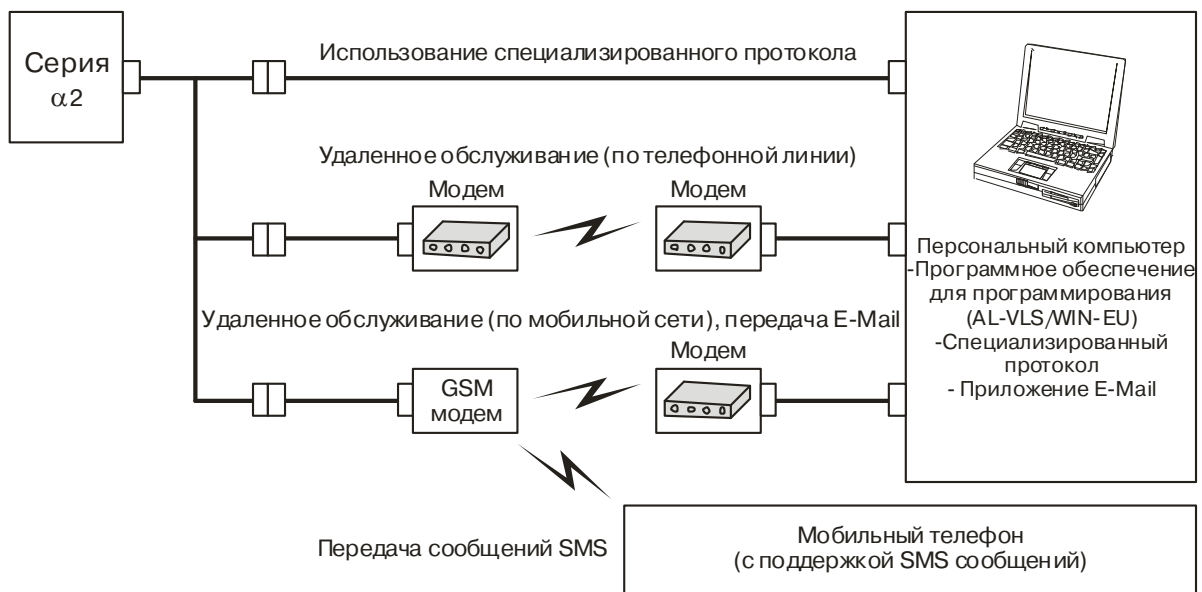 Серия
α2
Использование специализированного протокола
Удаленное обслуживание (по телефонной линии)
Модем
Модем
Удаленное обслуживание (по мобильной сети), передача E-Mail
Модем
GSM
модем
Персональный компьютер
-Программное обеспечение
для программирования
(AL-VLS/WIN-EU)
-Специализированный
протокол
- Приложение E-Mail
Передача сообщений SMS
Мобильный телефон
(с поддержкой SMS сообщений)